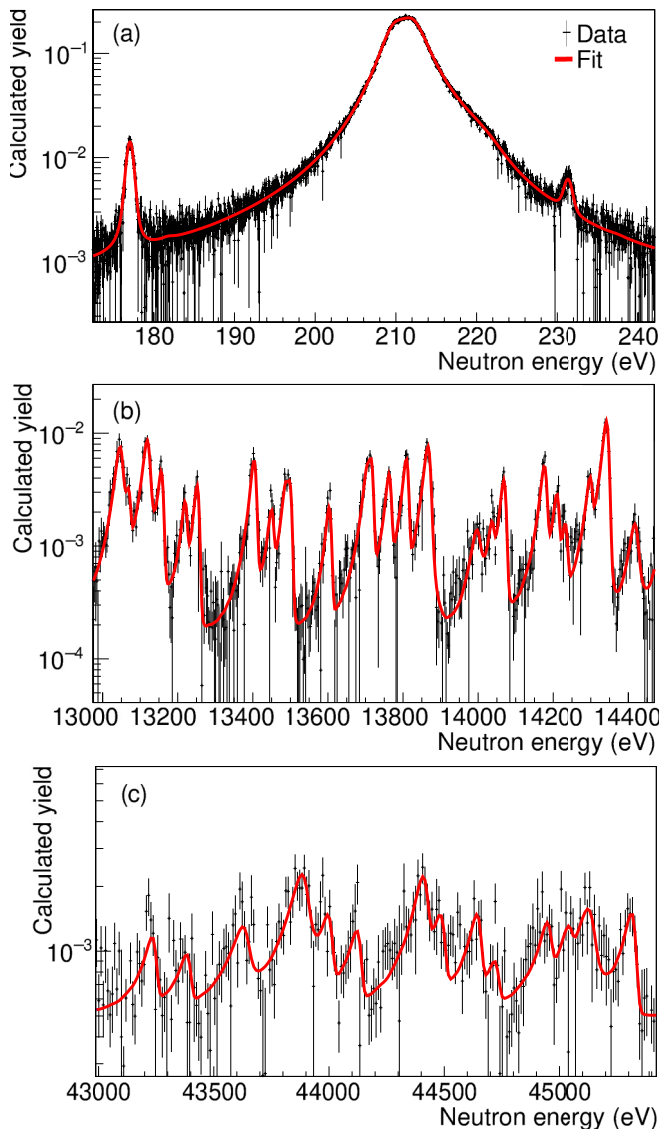 (a)
Data
Fit
Calculated yield
10⁻¹
10⁻²
10⁻³
180 190 200 210 220 230 240
Neutron energy (eV)
(b)
Calculated yield
10⁻²
10⁻³
10⁻⁴
13000 13200 13400 13600 13800 14000 14200 14400
Neutron energy (eV)
(c)
Calculated yield
10⁻³
43000 43500 44000 44500 45000
Neutron energy (eV)